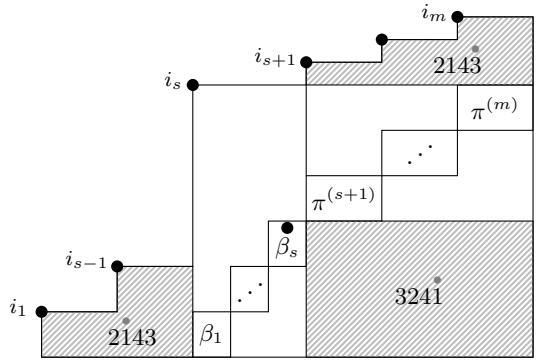 i_m
i_{s+1}
2143
i_s
π^{(m)}
⋰
π^{(s+1)}
i_{s−1}
β_s
⋰
3241
i_1
2143
β_1